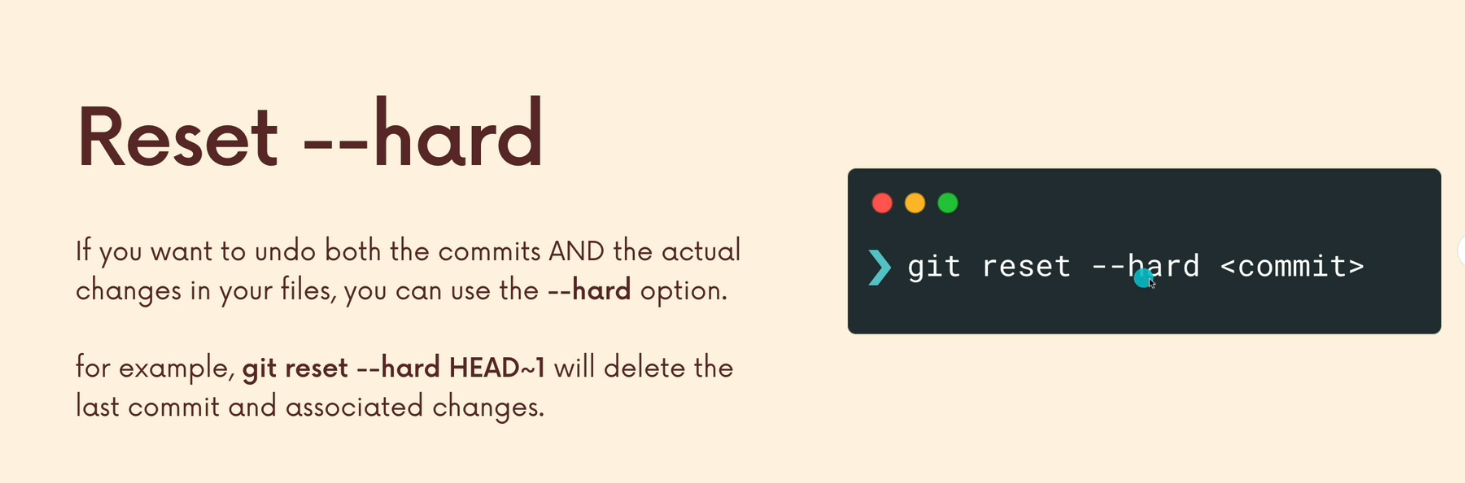 Reset --hard
If you want to undo both the commits AND the actual
changes in your files, you can use the --hard option.
for example, git reset --hard HEAD~1 will delete the
last commit and associated changes.
❯ git reset --hard <commit>